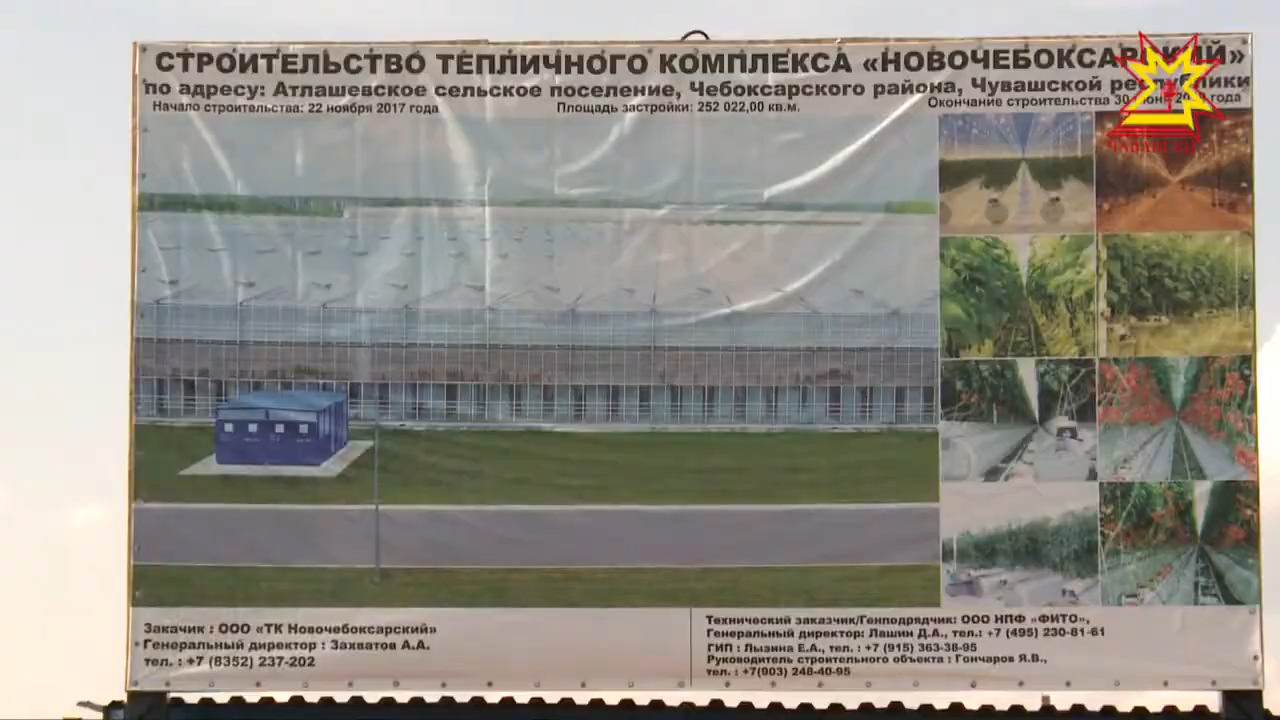 СТРОИТЕЛЬСТВО ТЕПЛИЧНОГО КОМПЛЕКСА «НОВОЧЕБОКСАРСКИЙ»
по адресу: Атлашевское сельское поселение, Чебоксарского района, Чувашской республики
Начало строительства: 22 ноября 2017 года
Площадь застройки: 252 022,00 кв.м.
Окончание строительства 30 года
Закачик : ООО «ТК Новочебоксарский»
Генеральный директор : Захватов А.А.
тел. : +7 (8352) 237-202
Технический заказчик/Генподрядчик: ООО НПФ «ФИТО»,
Генеральный директор: Лашин Д.А., тел.: +7 (495) 230-81-61
ГИП : Лызина Е.А., тел. : +7 (915) 363-38-95
Руководитель строительного объекта : Гончаров Я.В.,
тел. : +7(903) 248-40-95